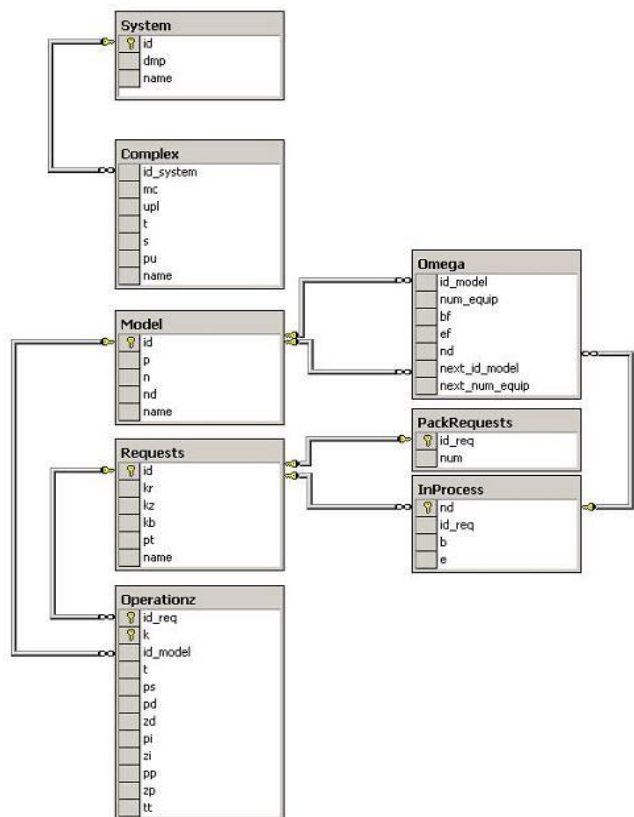 System
id
dmp
name
Complex
id_system
mc
upl
t
s
pu
name
Model
id
p
n
nd
name
Requests
id
kr
kz
kb
pt
name
Operationz
id_req
k
id_model
t
ps
pd
zd
pi
zi
pp
zp
tt
Omega
id_model
num_equip
bf
ef
nd
next_id_model
next_num_equip
PackRequests
id_req
num
InProcess
nd
id_req
b
e